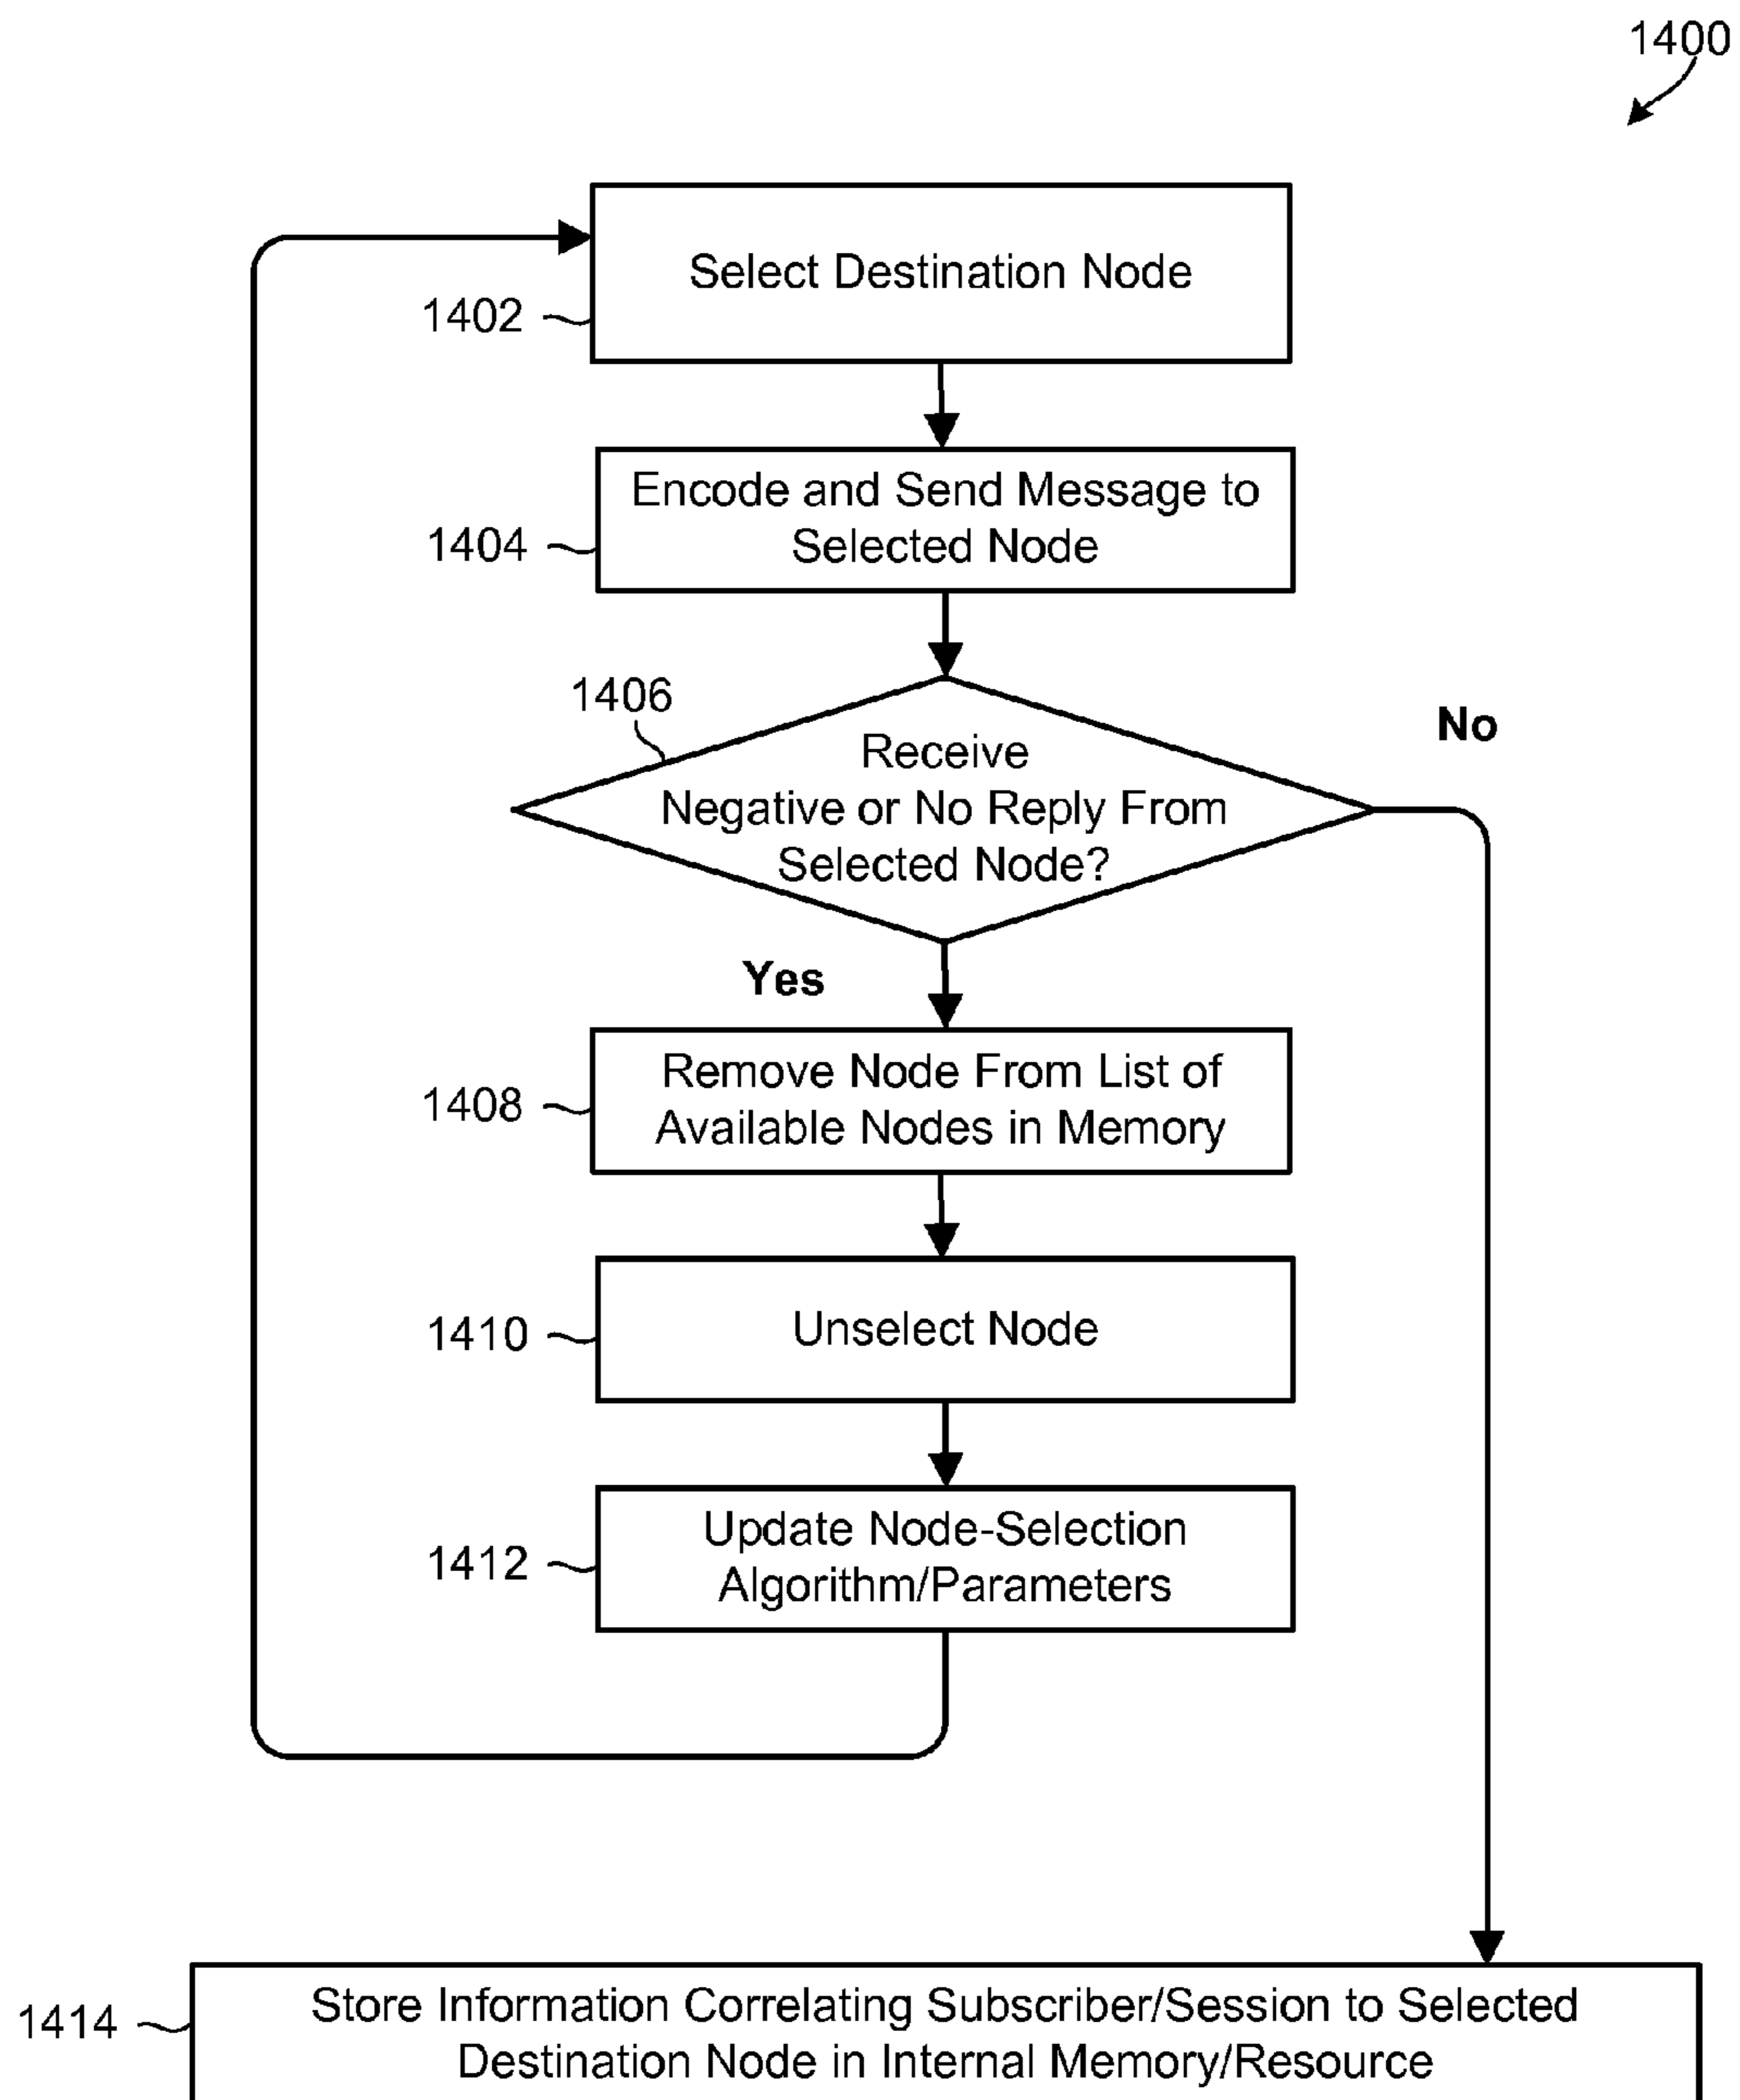 1400
Select Destination Node
1402
Encode and Send Message to
Selected Node
1404
1406
Receive
Negative or No Reply From
Selected Node?
No
Yes
Remove Node From List of
Available Nodes in Memory
1408
Unselect Node
1410
Update Node-Selection
Algorithm/Parameters
1412
Store Information Correlating Subscriber/Session to Selected
Destination Node in Internal Memory/Resource
1414